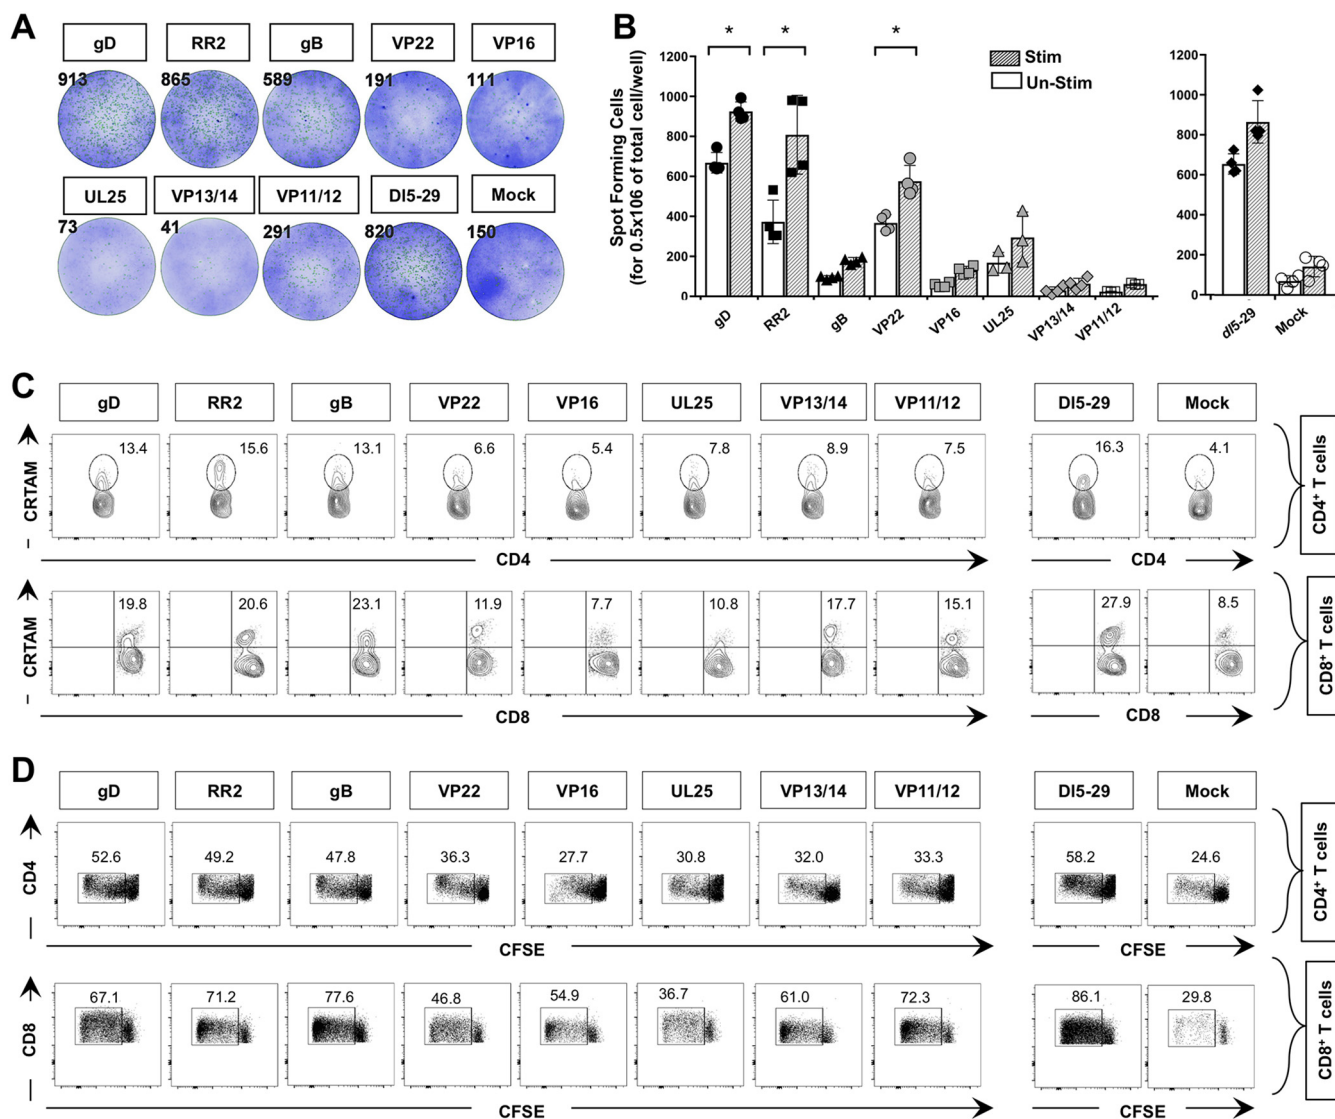 A
gD RR2 gB VP22 VP16
913 865 589 191 111
UL25 VP13/14 VP11/12 Dl5-29 Mock
73 41 291 820 150
B
* * *
Stim
Un-Stim
Spot Forming Cells
(for 0.5x106 of total cell/well)
1200
1000
800
600
400
200
0
gD RR2 gB VP22 VP16 UL25 VP13/14 VP11/12
1200
1000
800
600
400
200
0
dl5-29 Mock
C
gD RR2 gB VP22 VP16 UL25 VP13/14 VP11/12 Dl5-29 Mock
CRTAM
13.4 15.6 13.1 6.6 5.4 7.8 8.9 7.5 16.3 4.1
CD4 CD4
CD4+ T cells
CRTAM
19.8 20.6 23.1 11.9 7.7 10.8 17.7 15.1 27.9 8.5
CD8 CD8
CD8+ T cells
D
gD RR2 gB VP22 VP16 UL25 VP13/14 VP11/12 Dl5-29 Mock
CD4
52.6 49.2 47.8 36.3 27.7 30.8 32.0 33.3 58.2 24.6
CFSE CFSE
CD4+ T cells
CD8
67.1 71.2 77.6 46.8 54.9 36.7 61.0 72.3 86.1 29.8
CFSE CFSE
CD8+ T cells